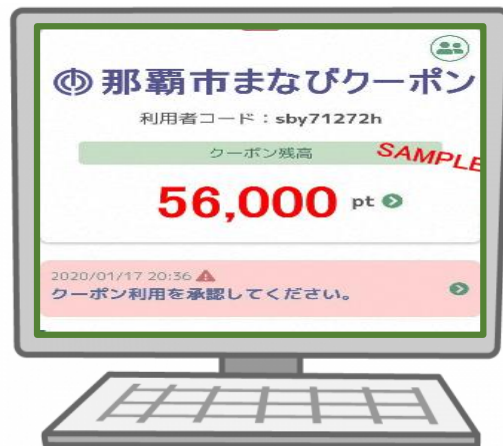 那覇市まなびクーポン
利用者コード：sby71272h
クーポン残高
SAMPLE
56,000 pt
2020/01/17 20:36
クーポン利用を承認してください。